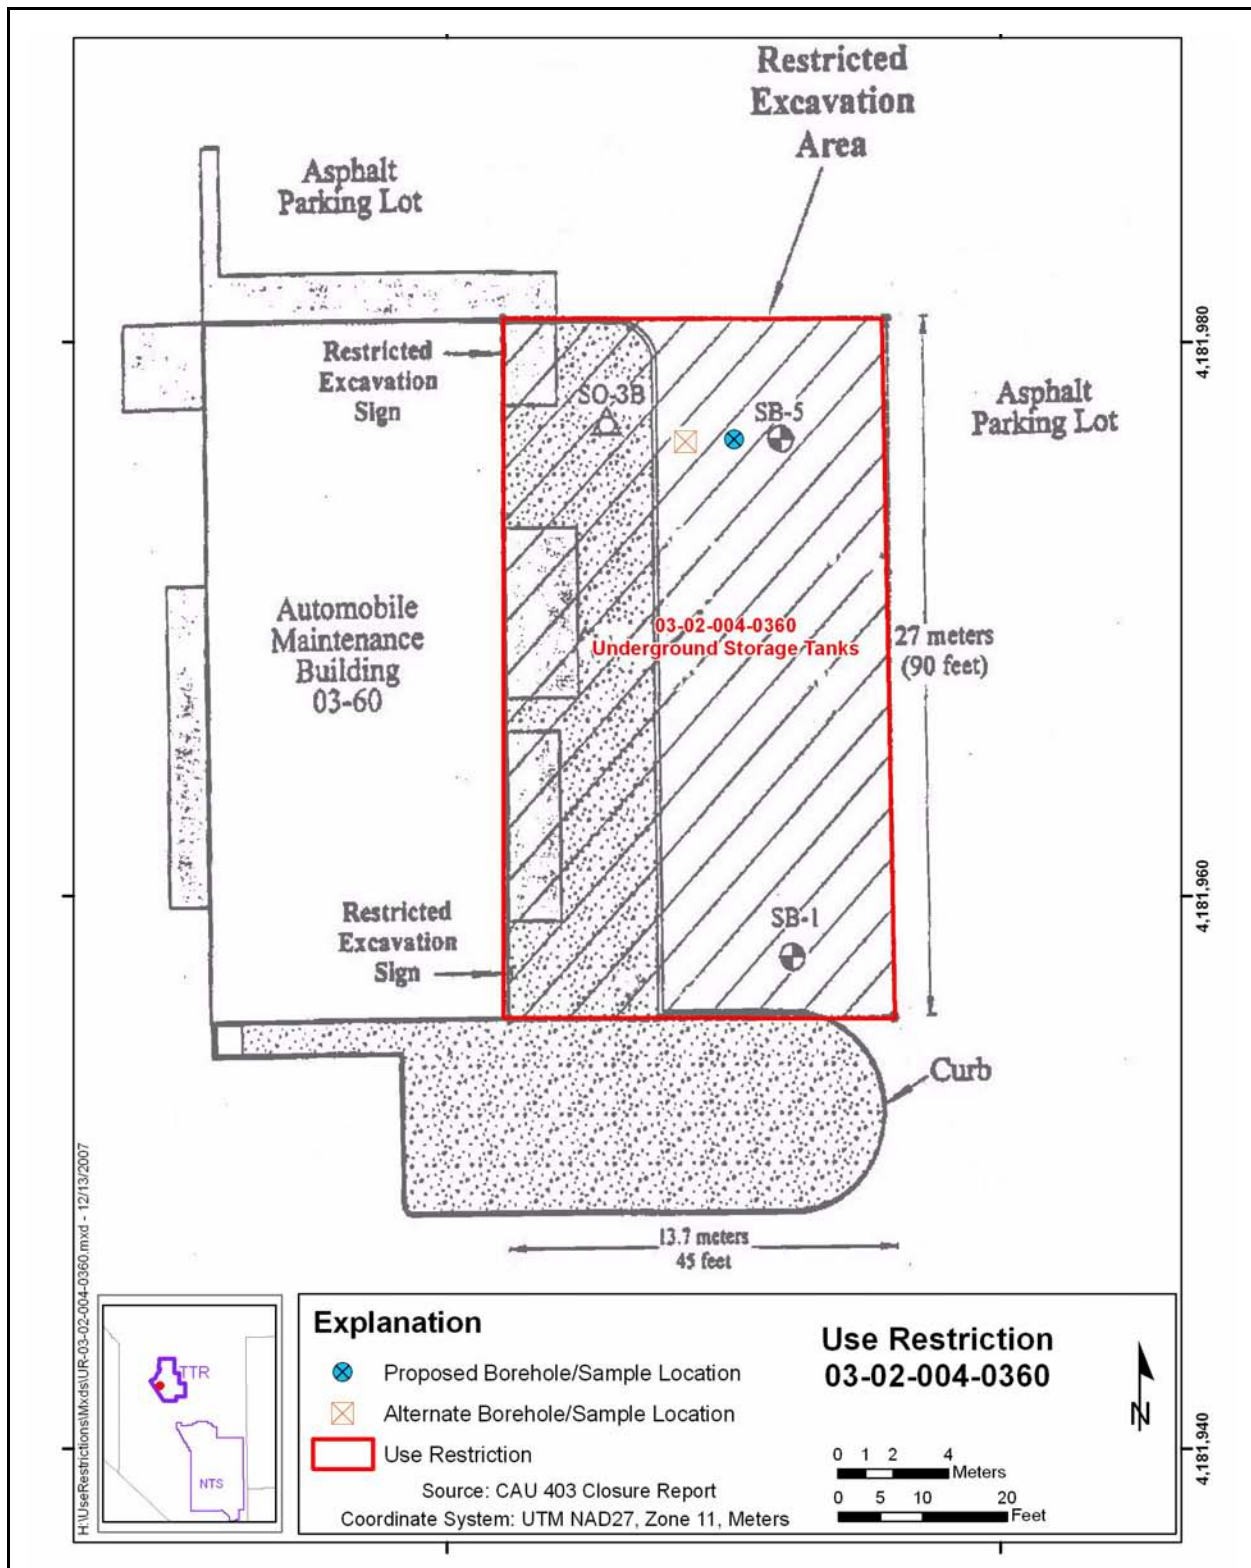 Restricted
Excavation
Area
Asphalt
Parking Lot
4,181,980
Restricted
Excavation
Sign
SO-3B
SB-5
Asphalt
Parking Lot
Automobile
Maintenance
Building
03-60
03-02-004-0360
Underground Storage Tanks
27 meters
(90 feet)
4,181,960
Restricted
Excavation
Sign
SB-1
Curb
13.7 meters
45 feet
H:\UseRestrictions\Mxds\UR-03-02-004-0360.mxd - 12/13/2007
TTR
NTS
Explanation
Proposed Borehole/Sample Location
Alternate Borehole/Sample Location
Use Restriction
Source: CAU 403 Closure Report
Coordinate System: UTM NAD27, Zone 11, Meters
Use Restriction
03-02-004-0360
N
0 1 2 4
Meters
0 5 10 20
Feet
4,181,940